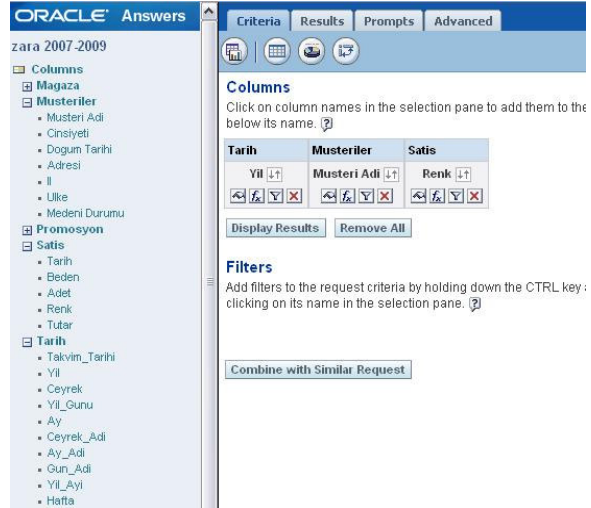 ORACLE Answers
zara 2007-2009
Columns
Magaza
Musteriler
Musteri Adi
Cinsiyeti
Dogum Tarihi
Adresi
Il
Ulke
Medeni Durumu
Promosyon
Satis
Tarih
Beden
Adet
Renk
Tutar
Tarih
Takvim_Tarihi
Yil
Ceyrek
Yil_Gunu
Ay
Ceyrek_Adi
Ay_Adi
Gun_Adi
Yil_Ayi
Hafta
Criteria Results Prompts Advanced
Columns
Click on column names in the selection pane to add them to the
below its name.
Tarih Musteriler Satis
Yil Musteri Adi Renk
Display Results Remove All
Filters
Add filters to the request criteria by holding down the CTRL key
clicking on its name in the selection pane.
Combine with Similar Request